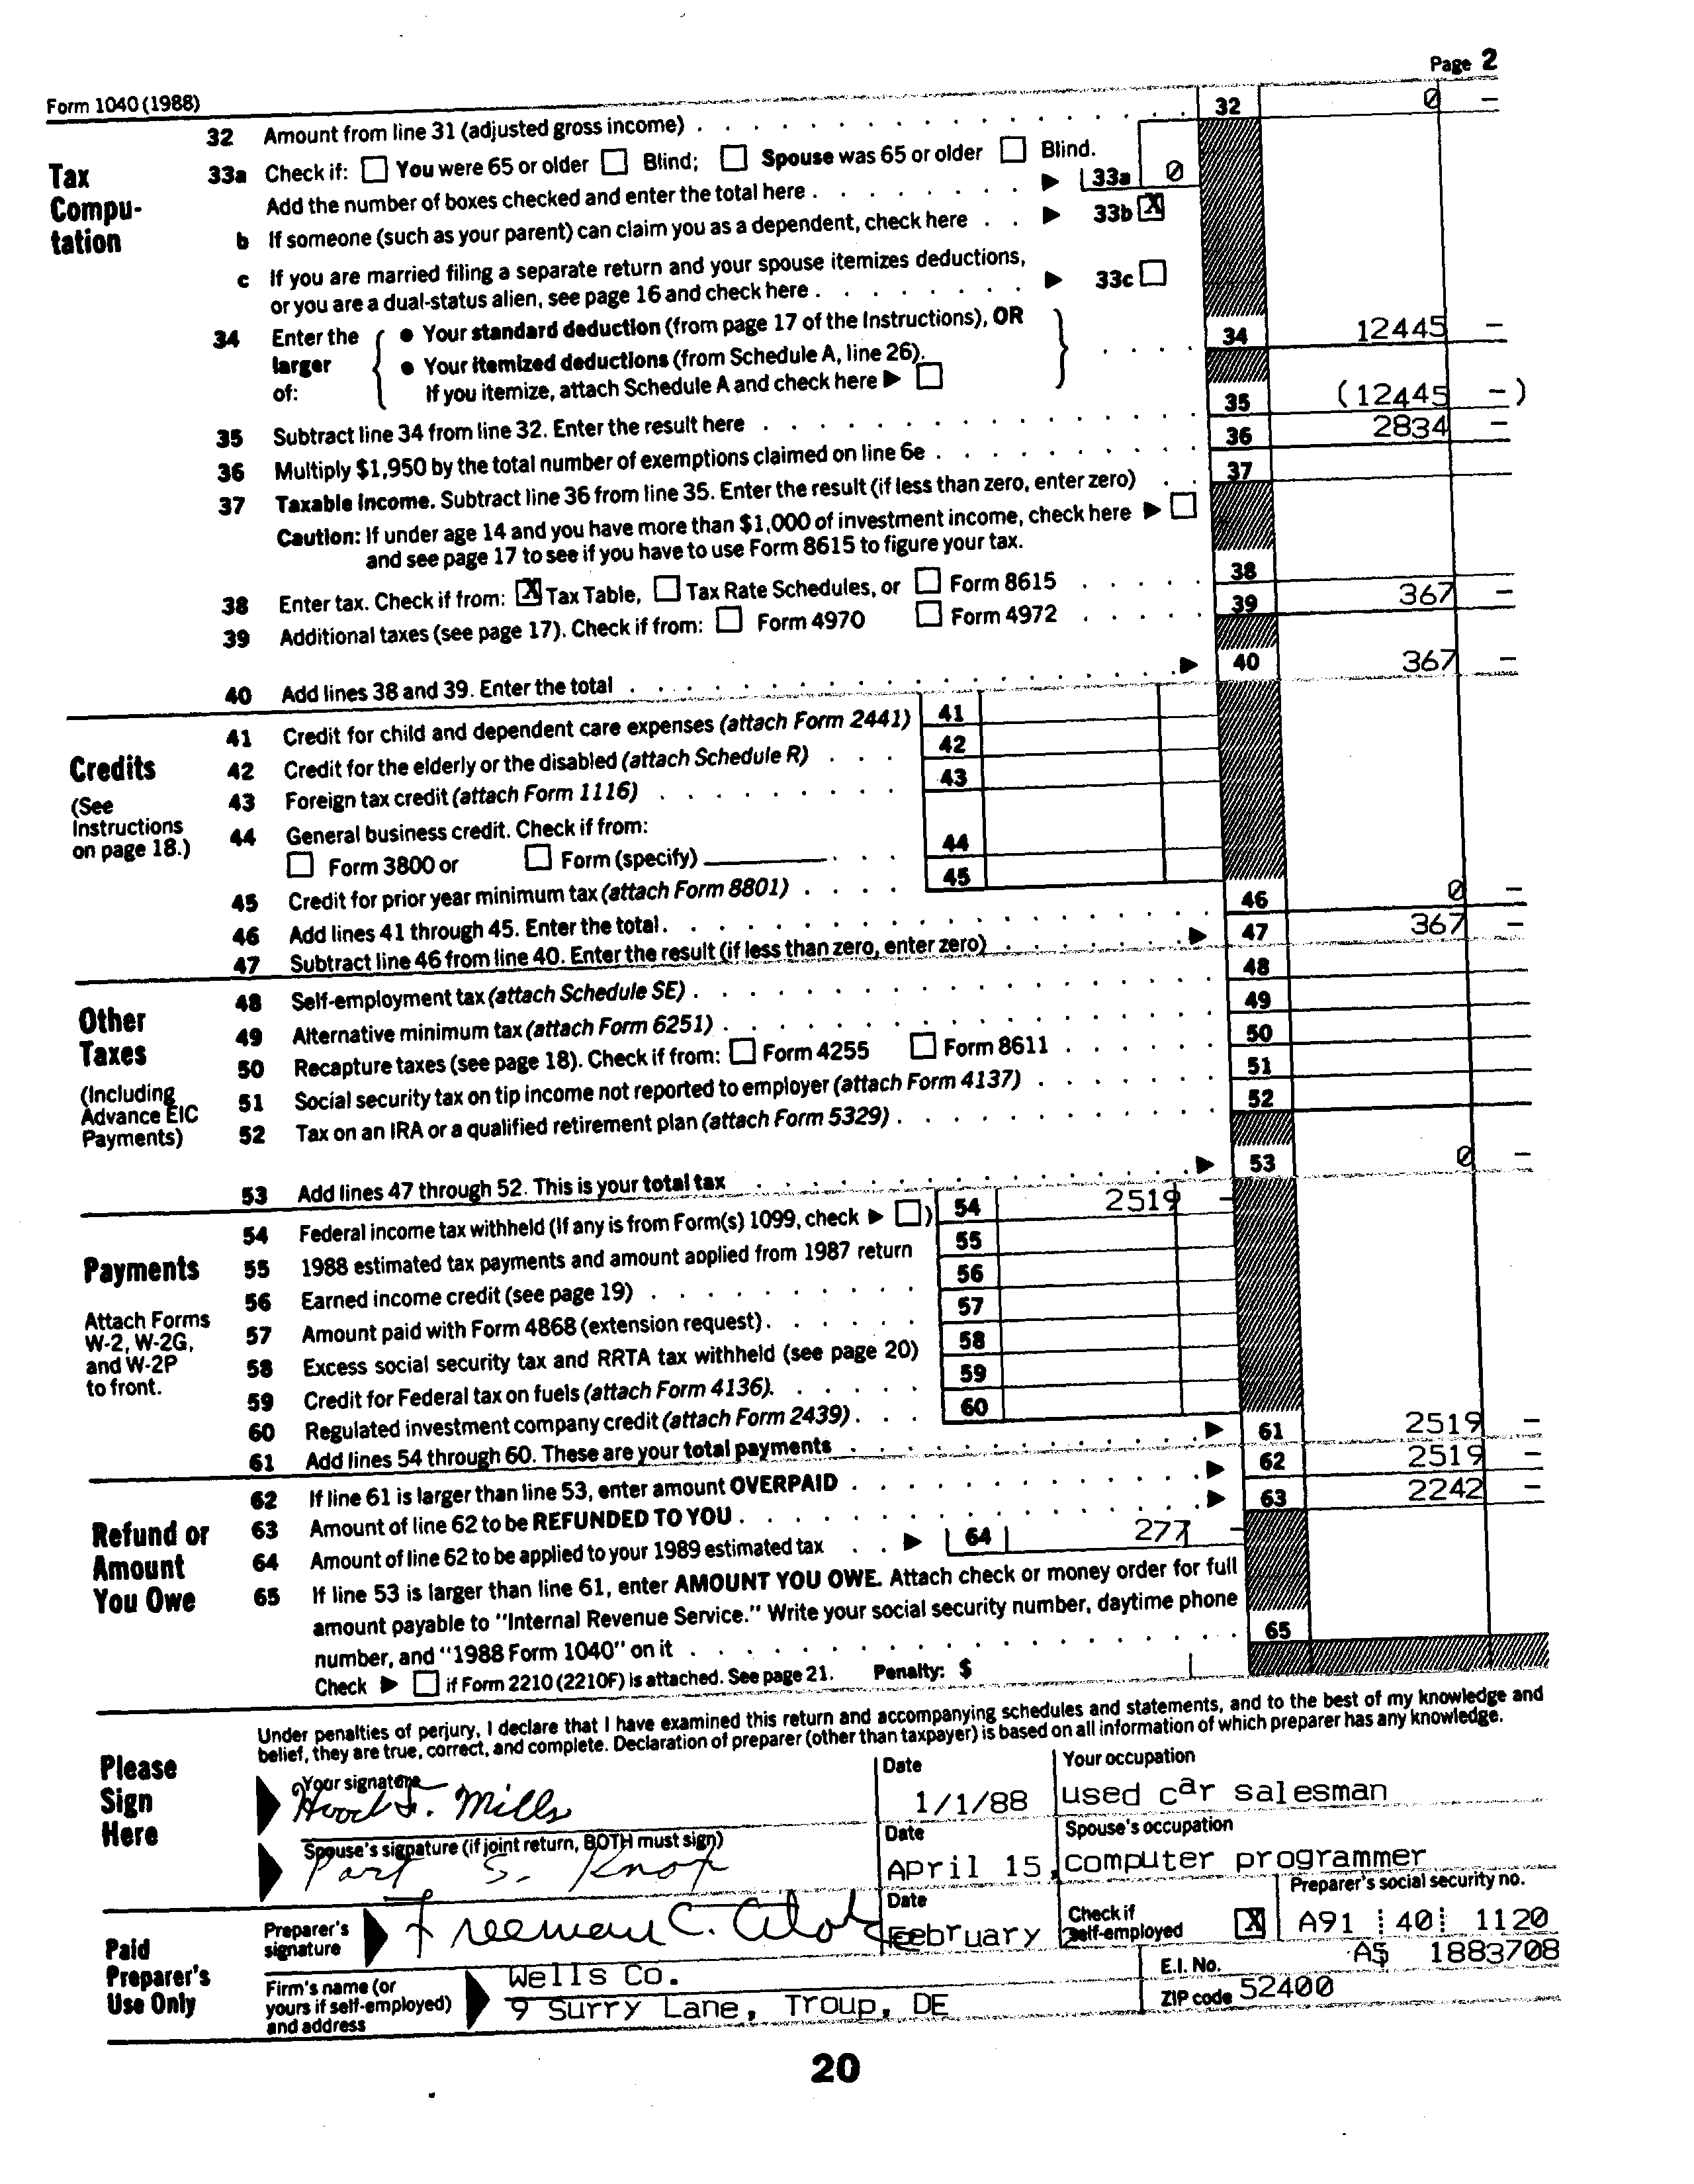 Page 2
Form 1040 (1988)
32 Amount from line 31 (adjusted gross income) . . . . 32 0 –
Tax Compu-tation
33a Check if: ☐ You were 65 or older ☐ Blind; ☐ Spouse was 65 or older ☐ Blind.
Add the number of boxes checked and enter the total here . . . . ▶ 33a 0
b If someone (such as your parent) can claim you as a dependent, check here . . ▶ 33b ☒
c If you are married filing a separate return and your spouse itemizes deductions,
or you are a dual-status alien, see page 16 and check here . . . . ▶ 33c ☐
34 Enter the larger of: { ● Your standard deduction (from page 17 of the Instructions), OR
● Your itemized deductions (from Schedule A, line 26).
If you itemize, attach Schedule A and check here ▶ ☐ } . . . . 34 12445 –
35 Subtract line 34 from line 32. Enter the result here . . . . 35 (12445 –)
36 Multiply $1,950 by the total number of exemptions claimed on line 6e . . . . 36 2834 –
37 Taxable income. Subtract line 36 from line 35. Enter the result (if less than zero, enter zero) . . 37
Caution: If under age 14 and you have more than $1,000 of investment income, check here ▶ ☐
and see page 17 to see if you have to use Form 8615 to figure your tax.
38 Enter tax. Check if from: ☒ Tax Table, ☐ Tax Rate Schedules, or ☐ Form 8615 . . . . 38
39 Additional taxes (see page 17). Check if from: ☐ Form 4970 ☐ Form 4972 . . . . 39 367 –
40 Add lines 38 and 39. Enter the total . . . . ▶ 40 367 –
Credits
(See Instructions on page 18.)
41 Credit for child and dependent care expenses (attach Form 2441) 41
42 Credit for the elderly or the disabled (attach Schedule R) . . . 42
43 Foreign tax credit (attach Form 1116) . . . . 43
44 General business credit. Check if from:
☐ Form 3800 or ☐ Form (specify) . . . 44
45 Credit for prior year minimum tax (attach Form 8801) . . . . 45
46 Add lines 41 through 45. Enter the total . . . . 46 0 –
47 Subtract line 46 from line 40. Enter the result (if less than zero, enter zero) . . . . ▶ 47 367 –
Other Taxes
(Including Advance EIC Payments)
48 Self-employment tax (attach Schedule SE) . . . . 48
49 Alternative minimum tax (attach Form 6251) . . . . 49
50 Recapture taxes (see page 18). Check if from: ☐ Form 4255 ☐ Form 8611 . . . . 50
51 Social security tax on tip income not reported to employer (attach Form 4137) . . . . 51
52 Tax on an IRA or a qualified retirement plan (attach Form 5329) . . . . 52
53 Add lines 47 through 52. This is your total tax . . . . ▶ 53 0 –
Payments
Attach Forms W-2, W-2G, and W-2P to front.
54 Federal income tax withheld (If any is from Form(s) 1099, check ▶ ☐) 54 2519 –
55 1988 estimated tax payments and amount applied from 1987 return 55
56 Earned income credit (see page 19) . . . . 56
57 Amount paid with Form 4868 (extension request) . . . . 57
58 Excess social security tax and RRTA tax withheld (see page 20) 58
59 Credit for Federal tax on fuels (attach Form 4136). . . . 59
60 Regulated investment company credit (attach Form 2439) . . . 60
61 Add lines 54 through 60. These are your total payments . . . . ▶ 61 2519 –
Refund or Amount You Owe
62 If line 61 is larger than line 53, enter amount OVERPAID . . . . ▶ 62 2519 –
63 Amount of line 62 to be REFUNDED TO YOU . . . . ▶ 63 2242 –
64 Amount of line 62 to be applied to your 1989 estimated tax . . ▶ 64 277 –
65 If line 53 is larger than line 61, enter AMOUNT YOU OWE. Attach check or money order for full
amount payable to "Internal Revenue Service." Write your social security number, daytime phone
number, and "1988 Form 1040" on it . . . . 65
Check ▶ ☐ if Form 2210 (2210F) is attached. See page 21. Penalty: $
Please Sign Here
Under penalties of perjury, I declare that I have examined this return and accompanying schedules and statements, and to the best of my knowledge and
belief, they are true, correct, and complete. Declaration of preparer (other than taxpayer) is based on all information of which preparer has any knowledge.
Your signature Date Your occupation
Mills 1/1/88 used car salesman
Spouse's signature (if joint return, BOTH must sign) Date Spouse's occupation
S. Knox April 15, computer programmer
Paid Preparer's Use Only
Preparer's signature Freeman C. Date February Check if self-employed ☒ Preparer's social security no. A91 40 1120
Firm's name (or yours if self-employed) and address Wells Co. E.I. No. A5 1883708
9 Surry Lane, Troup, DE ZIP code 52400
20